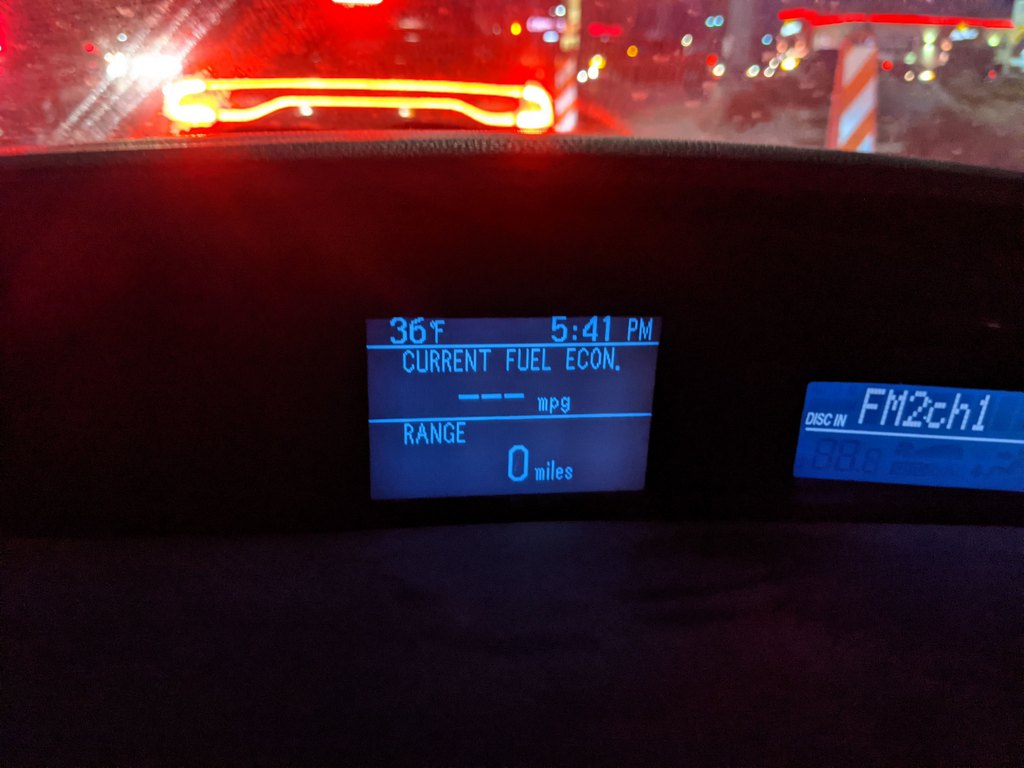 36°F 5:41 PM
CURRENT FUEL ECON.
--- mpg
RANGE
0 miles
DISC IN FM2ch1